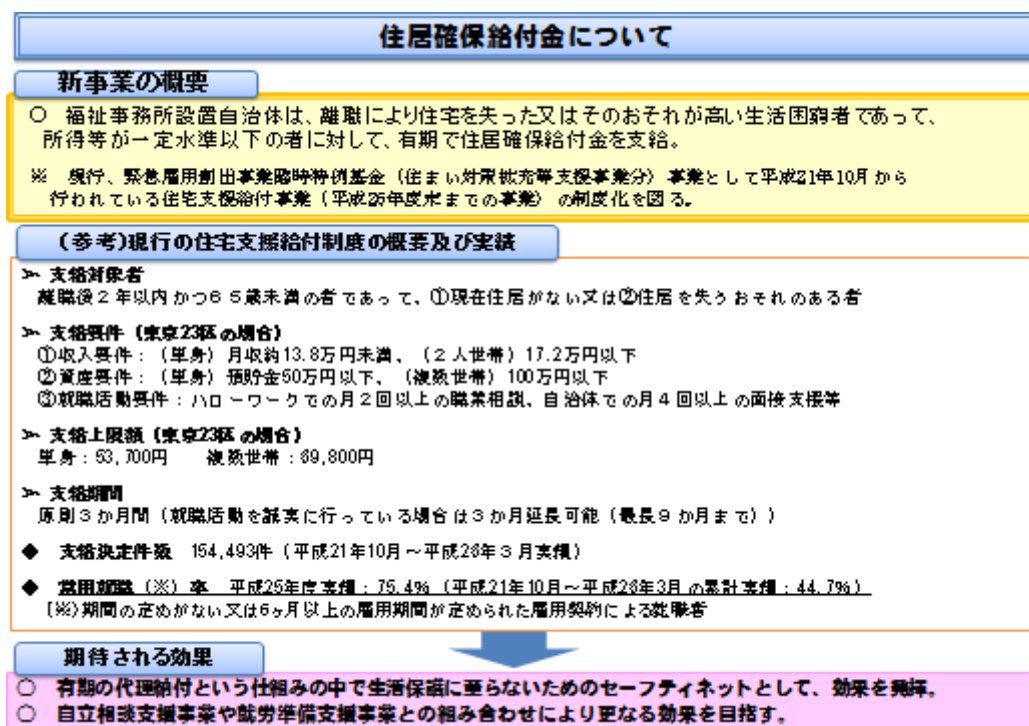 住居確保給付金について
新事業の概要
○ 福祉事務所設置自治体は、離職により住宅を失った又はそのおそれが高い生活困窮者であって、
所得等が一定水準以下の者に対して、有期で住居確保給付金を支給。
※ 現行、緊急雇用創出事業臨時特例基金（住まい対策拡充等支援事業分）事業として平成21年10月から
行われている住宅支援給付事業（平成26年度末までの事業）の制度化を図る。
（参考）現行の住宅支援給付制度の概要及び実績
➢ 支給対象者
離職後２年以内かつ６５歳未満の者であって、①現在住居がない又は②住居を失うおそれのある者
➢ 支給要件（東京23区の場合）
①収入要件：（単身）月収約13.8万円未満、（２人世帯）17.2万円以下
②資産要件：（単身）預貯金50万円以下、（複数世帯）100万円以下
③就職活動要件：ハローワークでの月２回以上の職業相談、自治体での月４回以上の面接支援等
➢ 支給上限額（東京23区の場合）
単身：53,700円　　複数世帯：69,800円
➢ 支給期間
原則３か月間（就職活動を誠実に行っている場合は３か月延長可能（最長９か月まで））
◆ 支給決定件数 154,493件（平成21年10月～平成26年３月実績）
◆ 常用就職（※）率 平成25年度実績：75.4%（平成21年10月～平成26年3月の累計実績：44.7%）
（※）期間の定めがない又は6ヶ月以上の雇用期間が定められた雇用契約による就職者
期待される効果
○ 有期の代理納付という仕組みの中で生活保護に至らないためのセーフティネットとして、効果を発揮。
○ 自立相談支援事業や就労準備支援事業との組み合わせにより更なる効果を目指す。